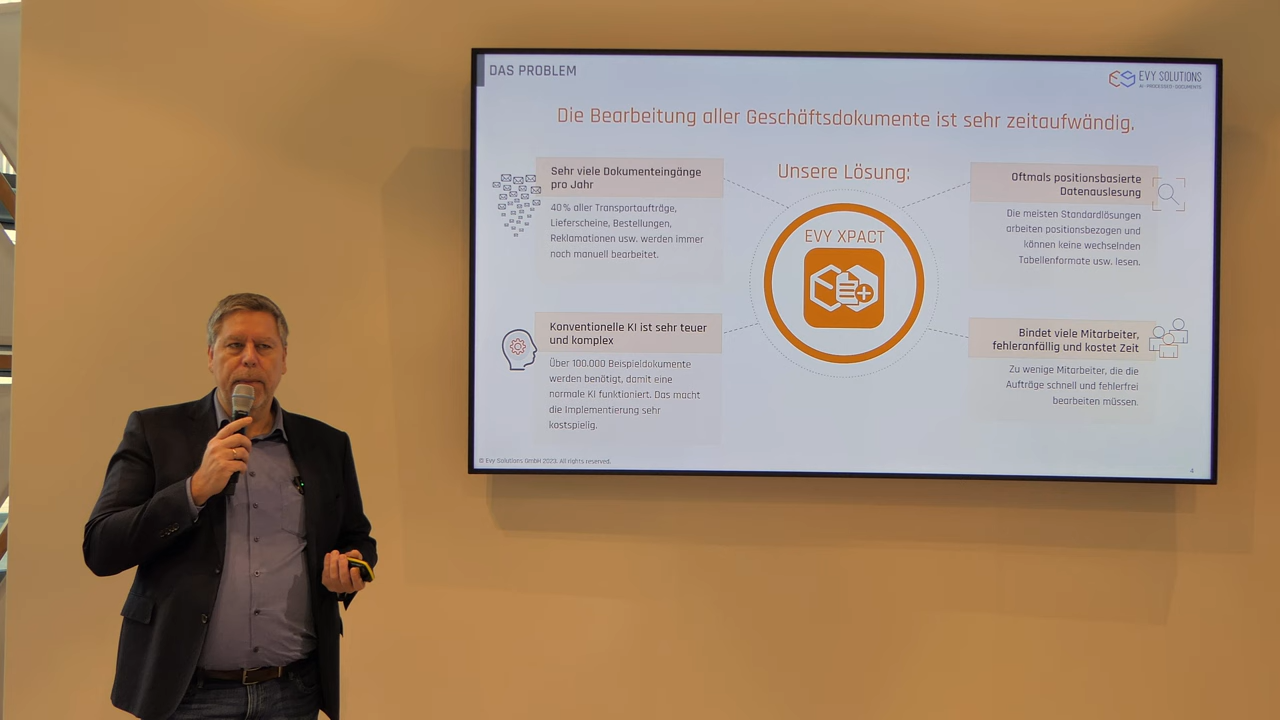 DAS PROBLEM
EVY SOLUTIONS
AI · PROCESSES · DOCUMENTS
Die Bearbeitung aller Geschäftsdokumente ist sehr zeitaufwändig.
Sehr viele Dokumenteneingänge
pro Jahr
40% aller Transportaufträge,
Lieferscheine, Bestellungen,
Reklamationen usw. werden immer
noch manuell bearbeitet.
Konventionelle KI ist sehr teuer
und komplex
Über 100.000 Beispieldokumente
werden benötigt, damit eine
normale KI funktioniert. Das macht
die Implementierung sehr
kostspielig.
Unsere Lösung:
EVY XPACT
Oftmals positionsbasierte
Datenauslesung
Die meisten Standardlösungen
arbeiten positionsbezogen und
können keine wechselnden
Tabellenformate usw. lesen.
Bindet viele Mitarbeiter,
fehleranfällig und kostet Zeit
Zu wenige Mitarbeiter, die die
Aufträge schnell und fehlerfrei
bearbeiten müssen.
© Evy Solutions GmbH 2023. All rights reserved.
4